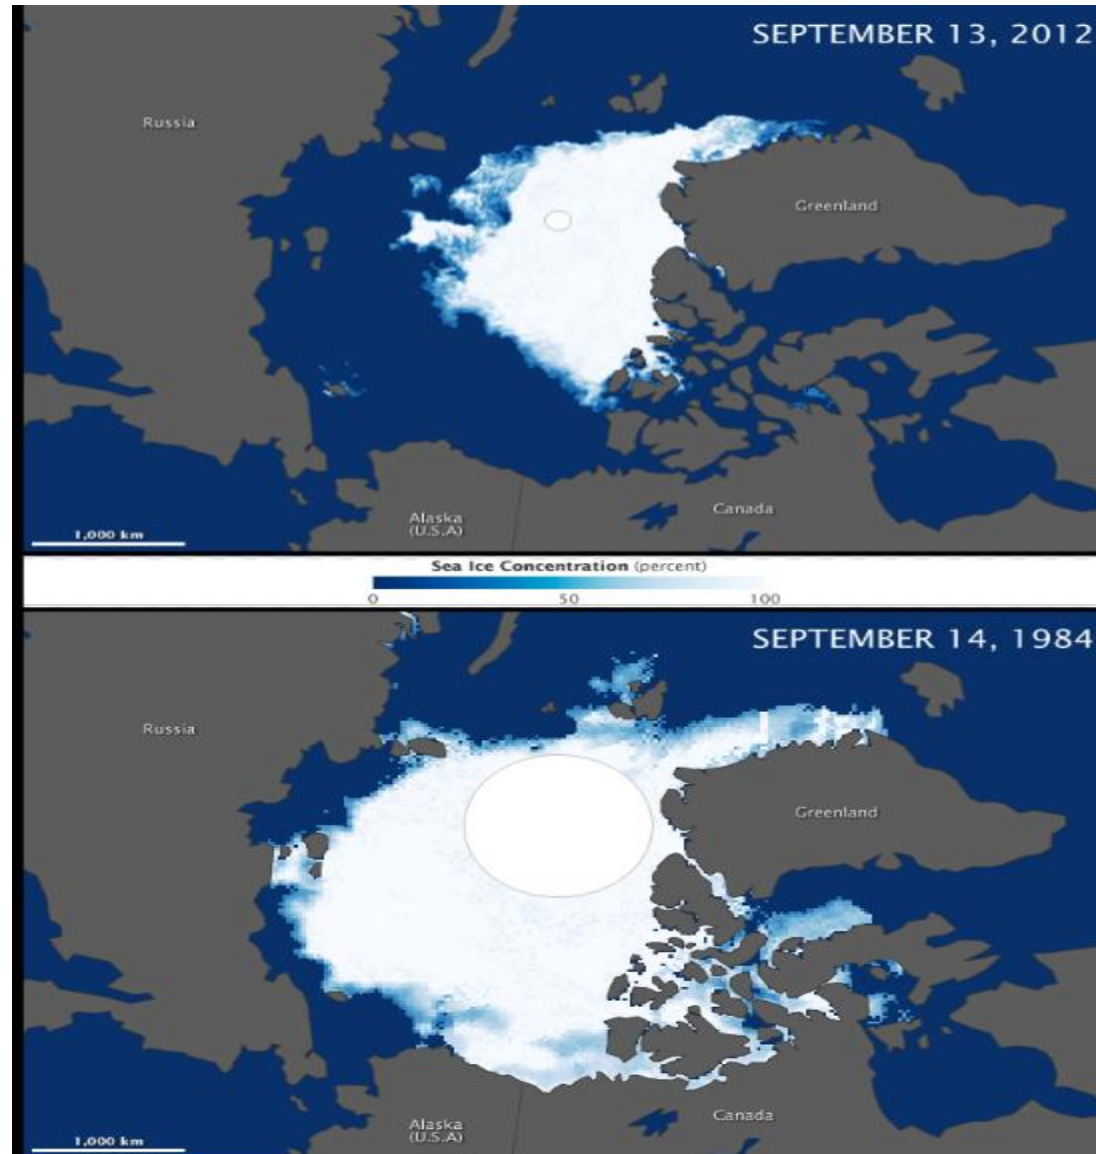 SEPTEMBER 13, 2012
Russia
Greenland
Canada
Alaska
(U.S.A)
1,000 km
Sea Ice Concentration (percent)
0 50 100
SEPTEMBER 14, 1984
Russia
Greenland
Canada
Alaska
(U.S.A)
1,000 km